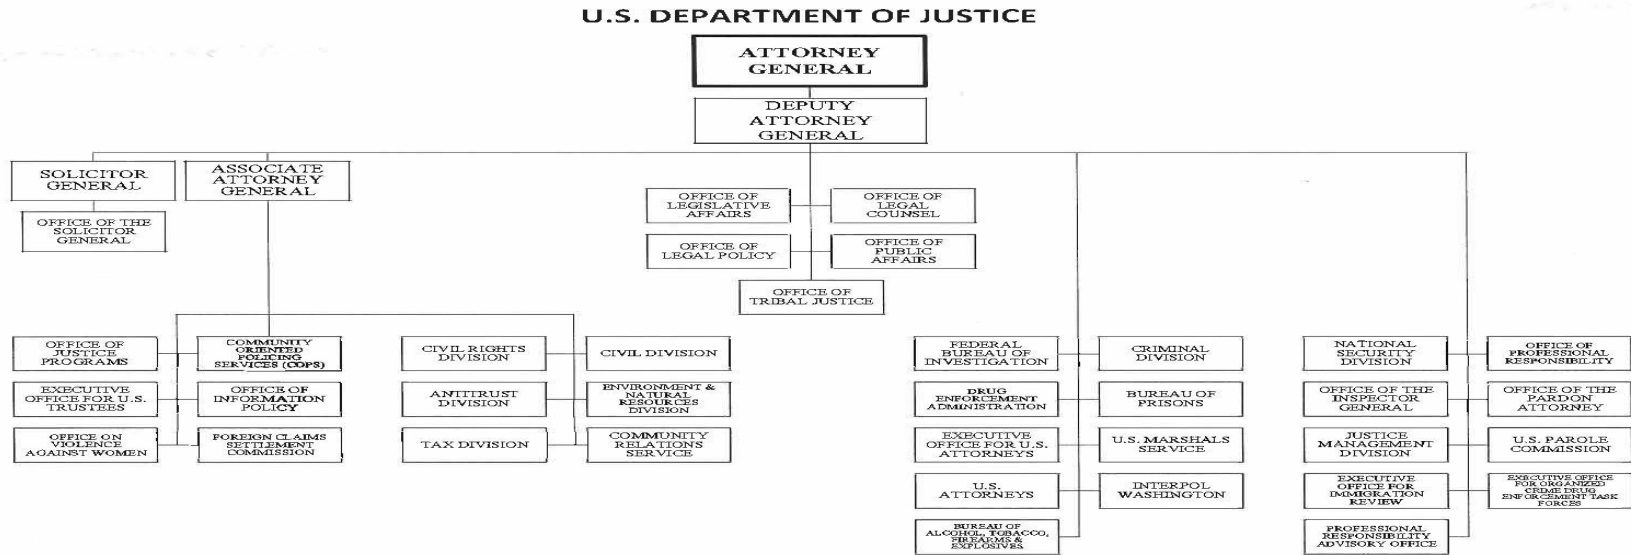 U.S. DEPARTMENT OF JUSTICE
ATTORNEY
GENERAL
DEPUTY
ATTORNEY
GENERAL
SOLICITOR
GENERAL
ASSOCIATE
ATTORNEY
GENERAL
OFFICE OF THE
SOLICITOR
GENERAL
OFFICE OF
LEGISLATIVE
AFFAIRS
OFFICE OF
LEGAL
COUNSEL
OFFICE OF
LEGAL POLICY
OFFICE OF
PUBLIC
AFFAIRS
OFFICE OF
TRIBAL JUSTICE
OFFICE OF
JUSTICE
PROGRAMS
COMMUNITY
ORIENTED
POLICING
SERVICES (COPS)
EXECUTIVE
OFFICE FOR U.S.
TRUSTEES
OFFICE OF
INFORMATION
POLICY
OFFICE ON
VIOLENCE
AGAINST WOMEN
FOREIGN CLAIMS
SETTLEMENT
COMMISSION
CIVIL RIGHTS
DIVISION
CIVIL DIVISION
ANTITRUST
DIVISION
ENVIRONMENT &
NATURAL
RESOURCES
DIVISION
TAX DIVISION
COMMUNITY
RELATIONS
SERVICE
FEDERAL
BUREAU OF
INVESTIGATION
CRIMINAL
DIVISION
DRUG
ENFORCEMENT
ADMINISTRATION
BUREAU OF
PRISONS
EXECUTIVE
OFFICE FOR U.S.
ATTORNEYS
U.S. MARSHALS
SERVICE
U.S.
ATTORNEYS
INTERPOL
WASHINGTON
BUREAU OF
ALCOHOL, TOBACCO,
FIREARMS &
EXPLOSIVES
NATIONAL
SECURITY
DIVISION
OFFICE OF
PROFESSIONAL
RESPONSIBILITY
OFFICE OF THE
INSPECTOR
GENERAL
OFFICE OF THE
PARDON
ATTORNEY
JUSTICE
MANAGEMENT
DIVISION
U.S. PAROLE
COMMISSION
EXECUTIVE
OFFICE FOR
IMMIGRATION
REVIEW
EXECUTIVE OFFICE
FOR ORGANIZED
CRIME DRUG
ENFORCEMENT TASK
FORCES
PROFESSIONAL
RESPONSIBILITY
ADVISORY OFFICE